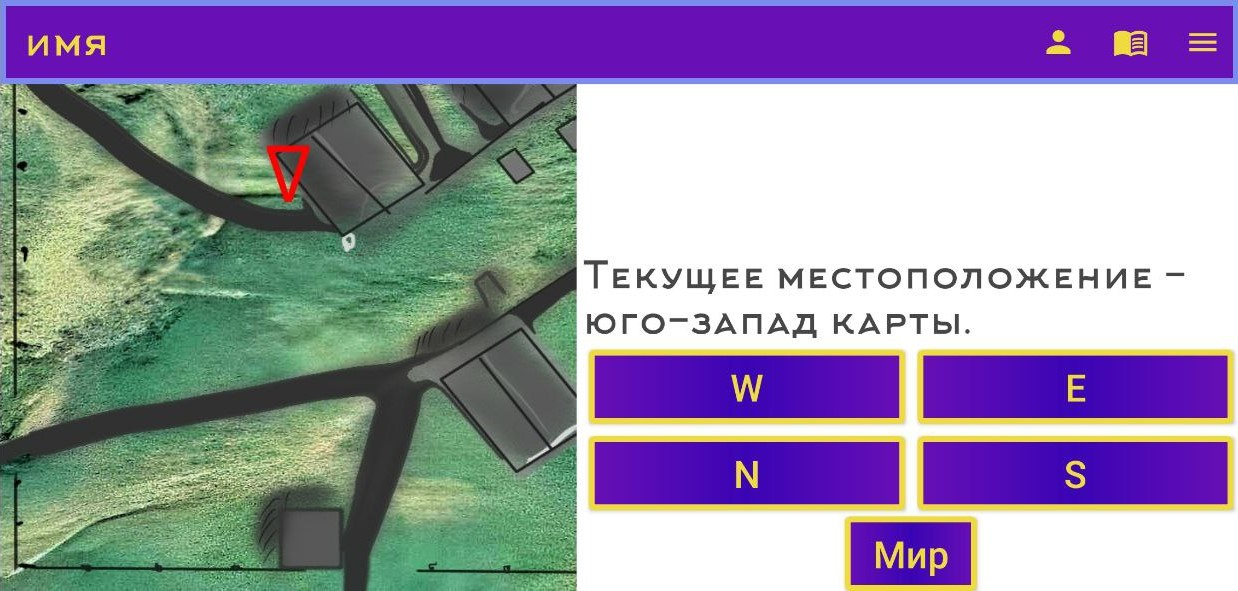 имя
Текущее местоположение –
юго-запад карты.
W
E
N
S
Мир